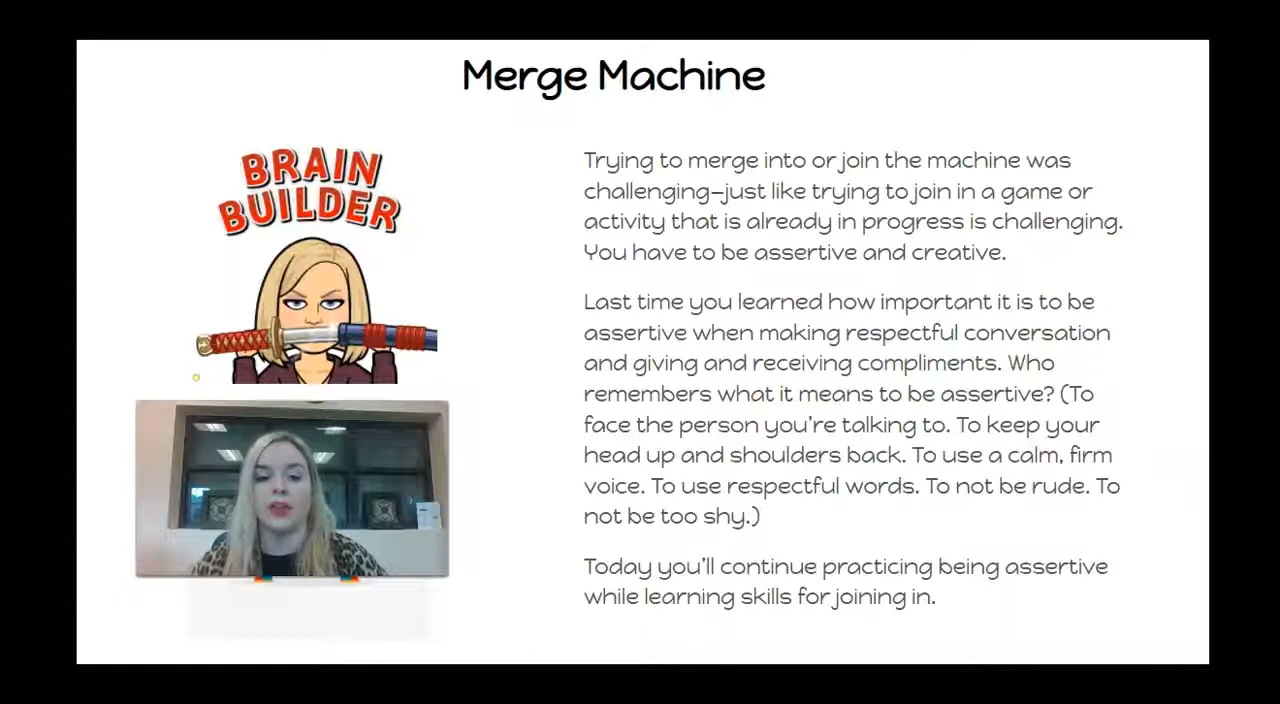 Merge Machine
BRAIN
BUILDER
Trying to merge into or join the machine was
challenging—just like trying to join in a game or
activity that is already in progress is challenging.
You have to be assertive and creative.
Last time you learned how important it is to be
assertive when making respectful conversation
and giving and receiving compliments. Who
remembers what it means to be assertive? (To
face the person you're talking to. To keep your
head up and shoulders back. To use a calm, firm
voice. To use respectful words. To not be rude. To
not be too shy.)
Today you'll continue practicing being assertive
while learning skills for joining in.